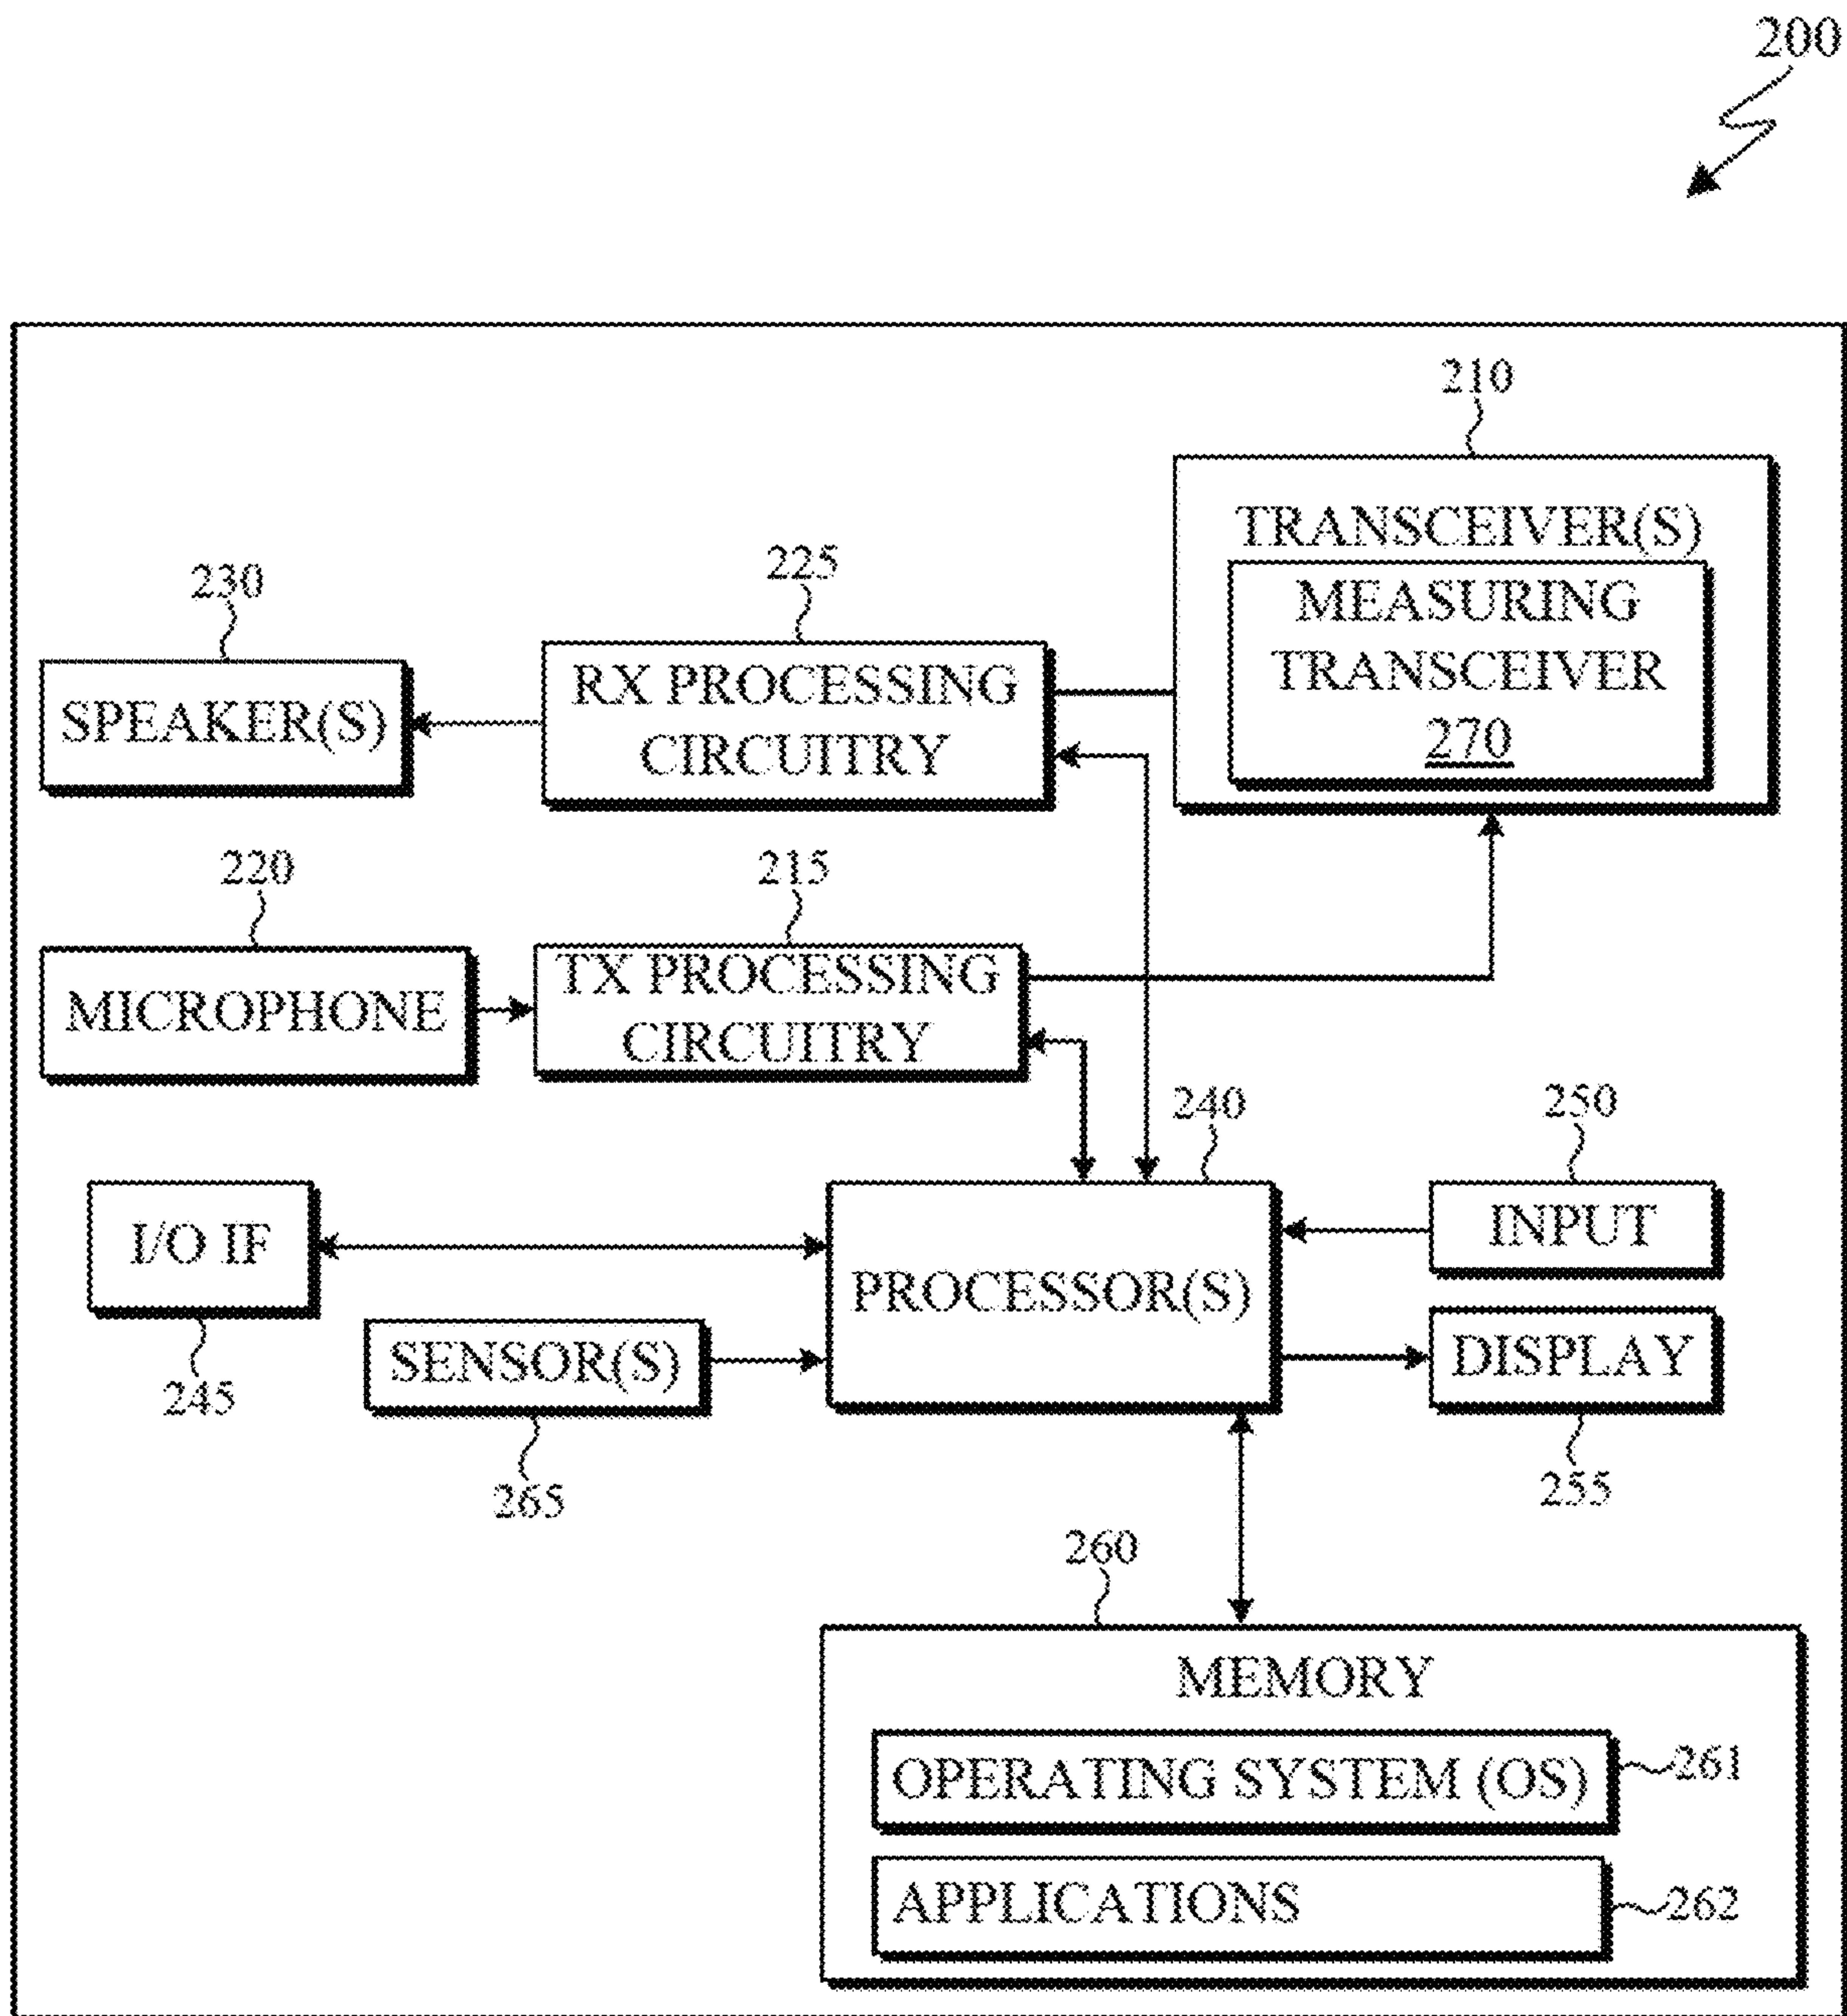 200
210
TRANSCEIVER(S)
MEASURING
TRANSCEIVER
270
225
RX PROCESSING
CIRCUITRY
230
SPEAKER(S)
220
MICROPHONE
215
TX PROCESSING
CIRCUITRY
240
PROCESSOR(S)
250
INPUT
I/O IF
245
SENSOR(S)
265
DISPLAY
255
260
MEMORY
OPERATING SYSTEM (OS)
261
APPLICATIONS
262